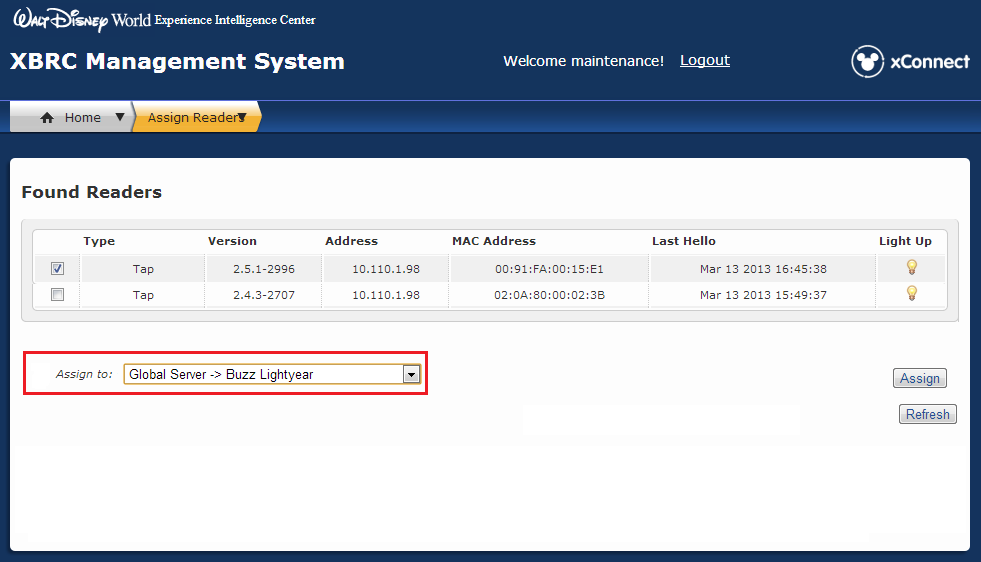 Walt Disney World Experience Intelligence Center
XBRC Management System
Welcome maintenance! Logout
xConnect
Home Assign Readers
Found Readers
Type Version Address MAC Address Last Hello Light Up
Tap 2.5.1-2996 10.110.1.98 00:91:FA:00:15:E1 Mar 13 2013 16:45:38
Tap 2.4.3-2707 10.110.1.98 02:0A:80:00:02:3B Mar 13 2013 15:49:37
Assign to: Global Server -> Buzz Lightyear
Assign
Refresh